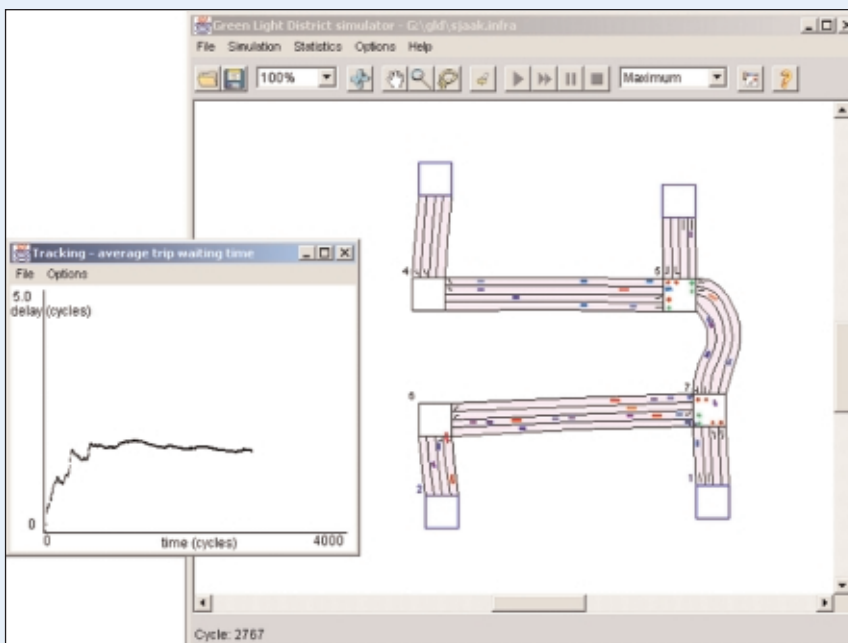 Green Light District simulator - G:\gld\sjaak.infra
File Simulation Statistics Options Help
100%
Maximum
4
5
Tracking - average trip waiting time
File Options
5.0
delay (cycles)
0
0
time (cycles)
4000
6
7
2
1
Cycle: 2767